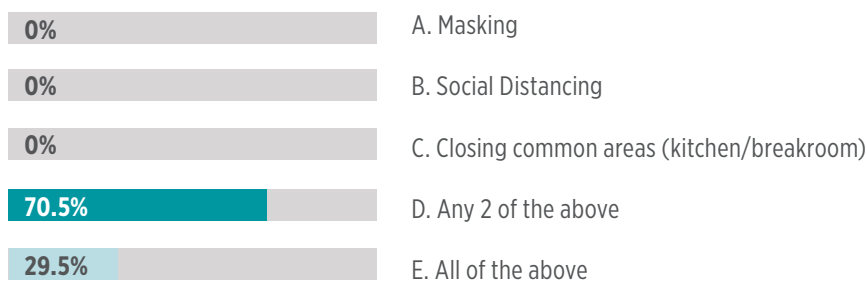 0% A. Masking
0% B. Social Distancing
0% C. Closing common areas (kitchen/breakroom)
70.5% D. Any 2 of the above
29.5% E. All of the above